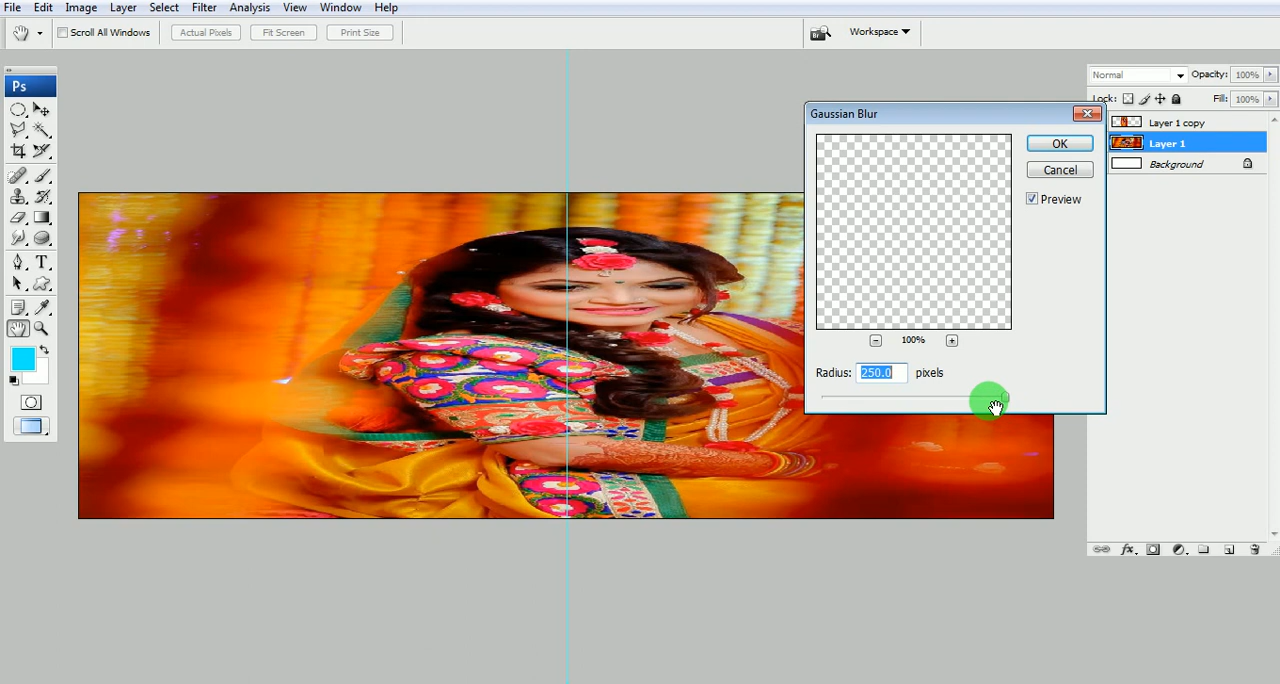 File Edit Image Layer Select Filter Analysis View Window Help
Scroll All Windows Actual Pixels Fit Screen Print Size Br Workspace
Ps
Normal Opacity: 100%
Lock: Fill: 100%
Layer 1 copy
Layer 1
Background
Gaussian Blur
OK
Cancel
Preview
100%
Radius: 250.0 pixels
T
fx